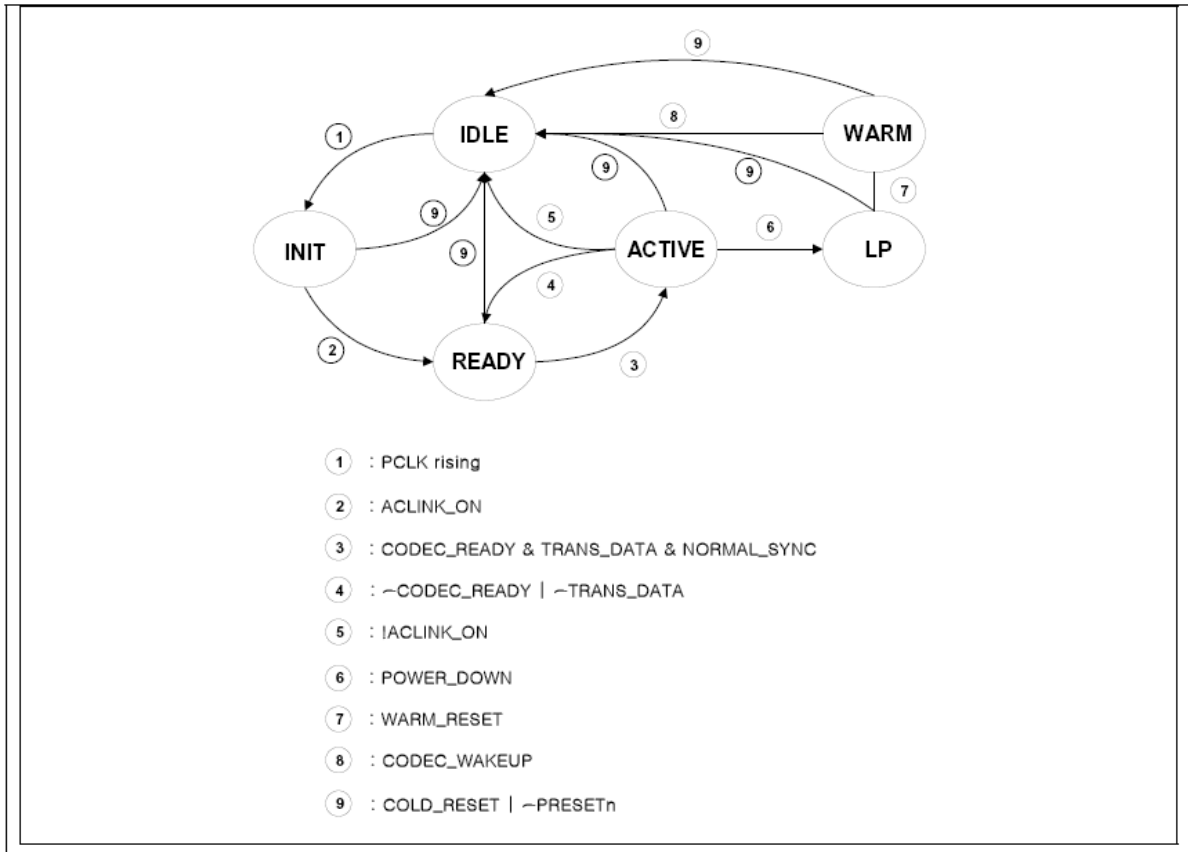 9
IDLE
8
WARM
1
9
9
7
9
5
6
INIT
9
ACTIVE
LP
4
2
READY
3
1 : PCLK rising
2 : ACLINK_ON
3 : CODEC_READY & TRANS_DATA & NORMAL_SYNC
4 : ~CODEC_READY | ~TRANS_DATA
5 : !ACLINK_ON
6 : POWER_DOWN
7 : WARM_RESET
8 : CODEC_WAKEUP
9 : COLD_RESET | ~PRESETn